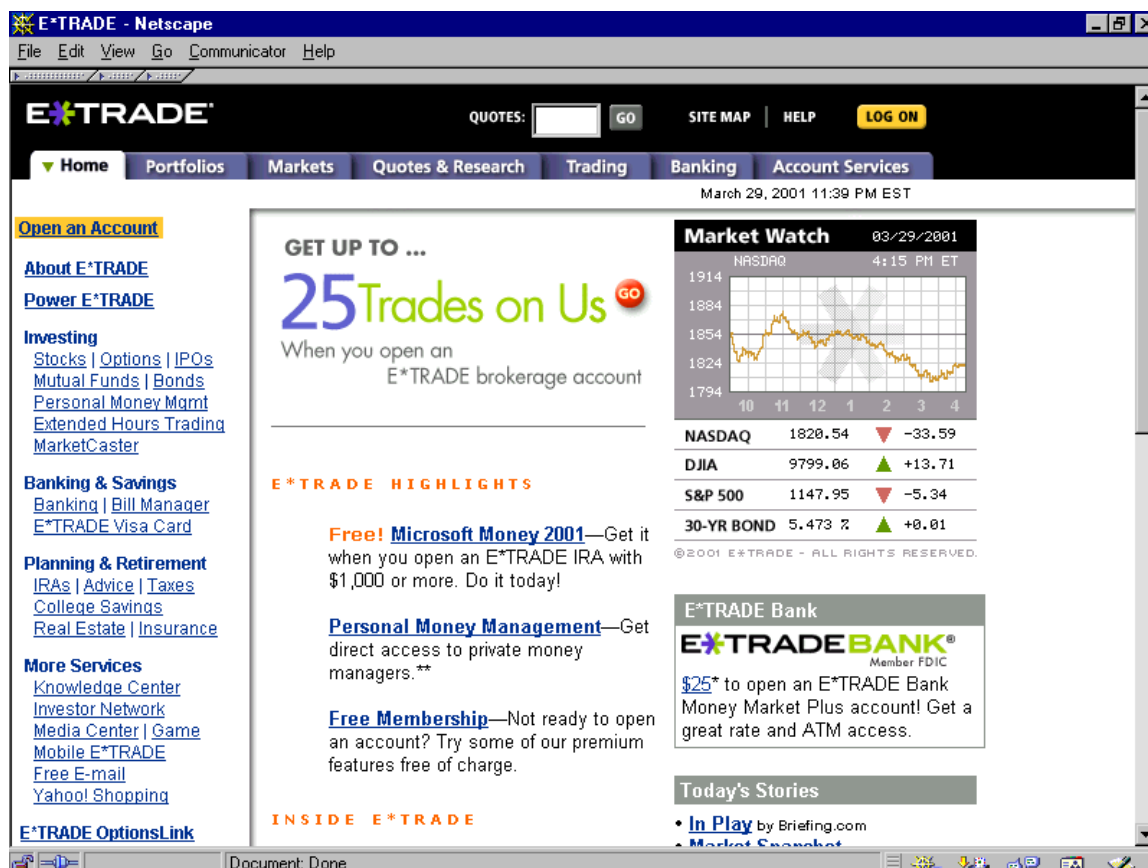 E*TRADE - Netscape
File Edit View Go Communicator Help
E*TRADE
QUOTES: GO SITE MAP | HELP LOG ON
Home Portfolios Markets Quotes & Research Trading Banking Account Services
March 29, 2001 11:39 PM EST
Open an Account
About E*TRADE
Power E*TRADE
Investing
Stocks | Options | IPOs
Mutual Funds | Bonds
Personal Money Mgmt
Extended Hours Trading
MarketCaster
Banking & Savings
Banking | Bill Manager
E*TRADE Visa Card
Planning & Retirement
IRAs | Advice | Taxes
College Savings
Real Estate | Insurance
More Services
Knowledge Center
Investor Network
Media Center | Game
Mobile E*TRADE
Free E-mail
Yahoo! Shopping
E*TRADE OptionsLink
GET UP TO ...
25 Trades on Us GO
When you open an
E*TRADE brokerage account
E*TRADE HIGHLIGHTS
Free! Microsoft Money 2001—Get it
when you open an E*TRADE IRA with
$1,000 or more. Do it today!
Personal Money Management—Get
direct access to private money
managers.**
Free Membership—Not ready to open
an account? Try some of our premium
features free of charge.
INSIDE E*TRADE
Market Watch 03/29/2001
NASDAQ 4:15 PM ET
1914
1884
1854
1824
1794
10 11 12 1 2 3 4
NASDAQ 1820.54 -33.59
DJIA 9799.06 +13.71
S&P 500 1147.95 -5.34
30-YR BOND 5.473 % +0.01
©2001 E*TRADE - ALL RIGHTS RESERVED.
E*TRADE Bank
E*TRADEBANK®
Member FDIC
$25* to open an E*TRADE Bank
Money Market Plus account! Get a
great rate and ATM access.
Today's Stories
• In Play by Briefing.com
• Market Snapshot
Document: Done